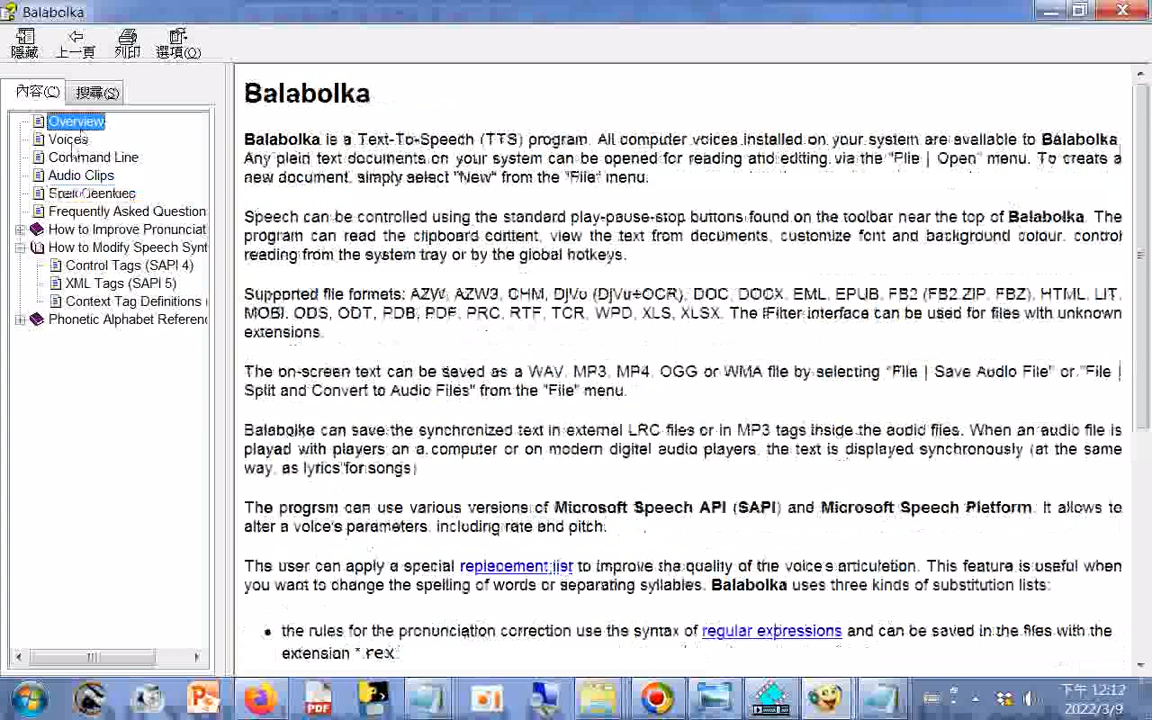 Balabolka
隱藏 上一頁 列印 選項(O)
內容(C) 搜尋(S)
Overview
Voices
Command Line
Audio Clips
Frequently Asked Question
How to Improve Pronunciat
How to Modify Speech Synt
Control Tags (SAPI 4)
XML Tags (SAPI 5)
Context Tag Definitions (
Phonetic Alphabet Referenc
Balabolka
Balabolka is a Text-To-Speech (TTS) program. All computer voices installed on your system are available to Balabolka.
Any plain text documents on your system can be opened for reading and editing via the "File | Open" menu. To create a
new document, simply select "New" from the "File" menu.
Speech can be controlled using the standard play-pause-stop buttons found on the toolbar near the top of Balabolka. The
program can read the clipboard content, view the text from documents, customize font and background colour, control
reading from the system tray or by the global hotkeys.
Supported file formats: AZW, AZW3, CHM, DjVu (DjVu+OCR), DOC, DOCX, EML, EPUB, FB2 (FB2.ZIP, FBZ), HTML, LIT,
MOBI, ODS, ODT, PDB, PDF, PRC, RTF, TCR, WPD, XLS, XLSX. The IFilter interface can be used for files with unknown
extensions.
The on-screen text can be saved as a WAV, MP3, MP4, OGG or WMA file by selecting "File | Save Audio File" or "File |
Split and Convert to Audio Files" from the "File" menu.
Balabolka can save the synchronized text in external LRC files or in MP3 tags inside the audio files. When an audio file is
played with players on a computer or on modern digital audio players, the text is displayed synchronously (at the same
way, as lyrics for songs)
The program can use various versions of Microsoft Speech API (SAPI) and Microsoft Speech Platform. It allows to
alter a voice's parameters, including rate and pitch.
The user can apply a special replacement list to improve the quality of the voice's articulation. This feature is useful when
you want to change the spelling of words or separating syllables. Balabolka uses three kinds of substitution lists:
• the rules for the pronunciation correction use the syntax of regular expressions and can be saved in the files with the
extension *.rex
PDF
下午 12:12
2022/3/9